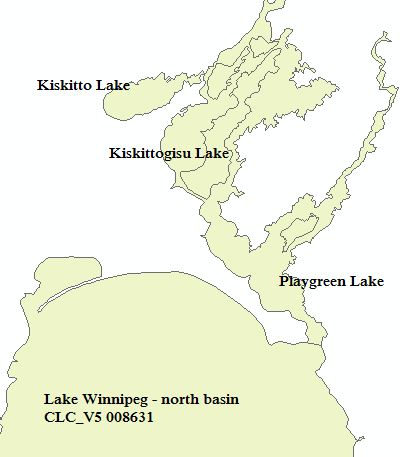 Kiskitto Lake
Kiskittogisu Lake
Playgreen Lake
Lake Winnipeg - north basin
CLC_V5 008631